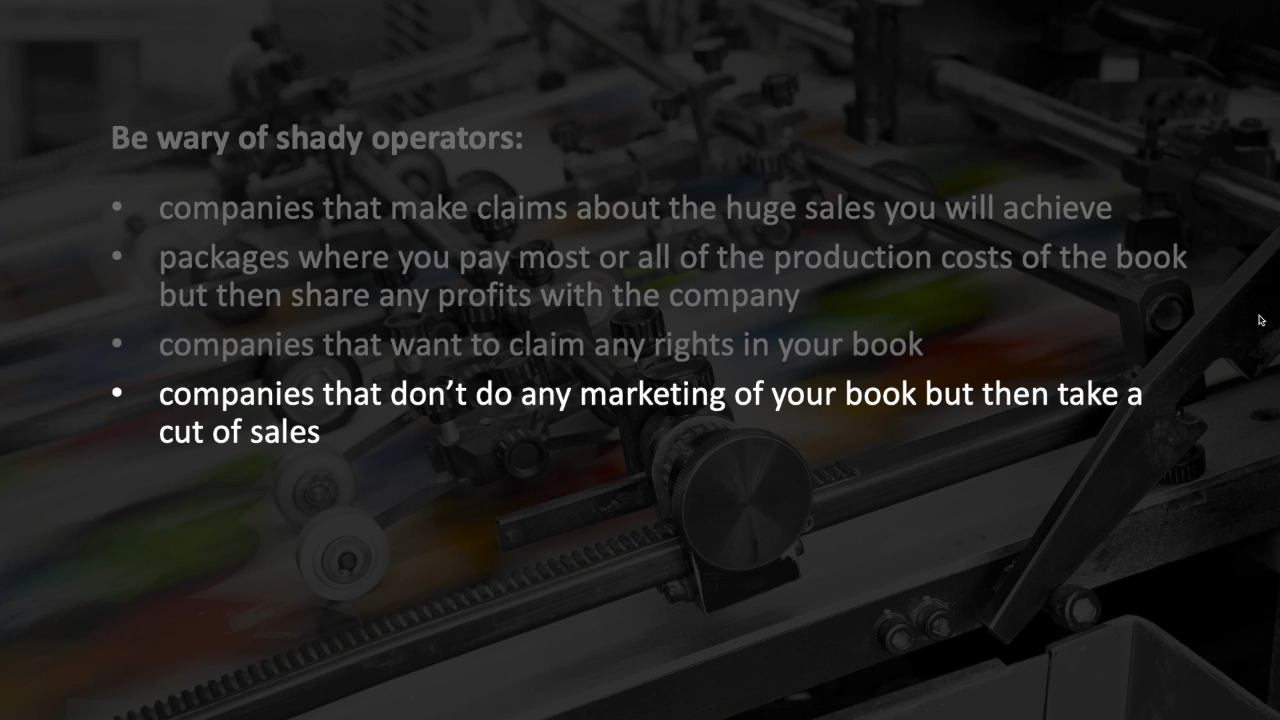 Be wary of shady operators:
• companies that make claims about the huge sales you will achieve
• packages where you pay most or all of the production costs of the book
but then share any profits with the company
• companies that want to claim any rights in your book
• companies that don’t do any marketing of your book but then take a
cut of sales